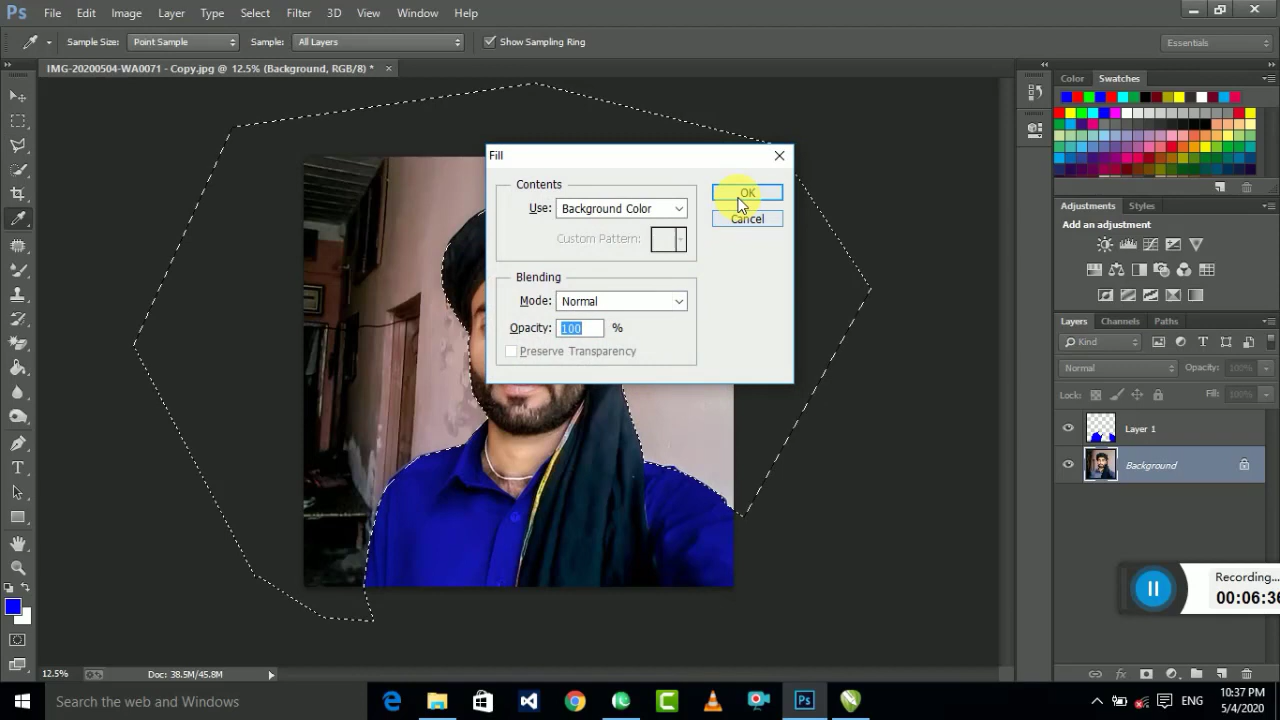 Ps File Edit Image Layer Type Select Filter 3D View Window Help
Sample Size: Point Sample Sample: All Layers Show Sampling Ring Essentials
IMG-20200504-WA0071 - Copy.jpg @ 12.5% (Background, RGB/8) * ×
Color Swatches
Fill
Contents
Use: Background Color
Custom Pattern:
OK
Cancel
Blending
Mode: Normal
Opacity: 100 %
Preserve Transparency
Adjustments Styles
Add an adjustment
Layers Channels Paths
Kind
Normal Opacity: 100%
Lock: Fill: 100%
Layer 1
Background
Recording...
00:06:36
12.5% Doc: 38.5M/45.8M
Search the web and Windows
Ps
ENG
10:37 PM
5/4/2020